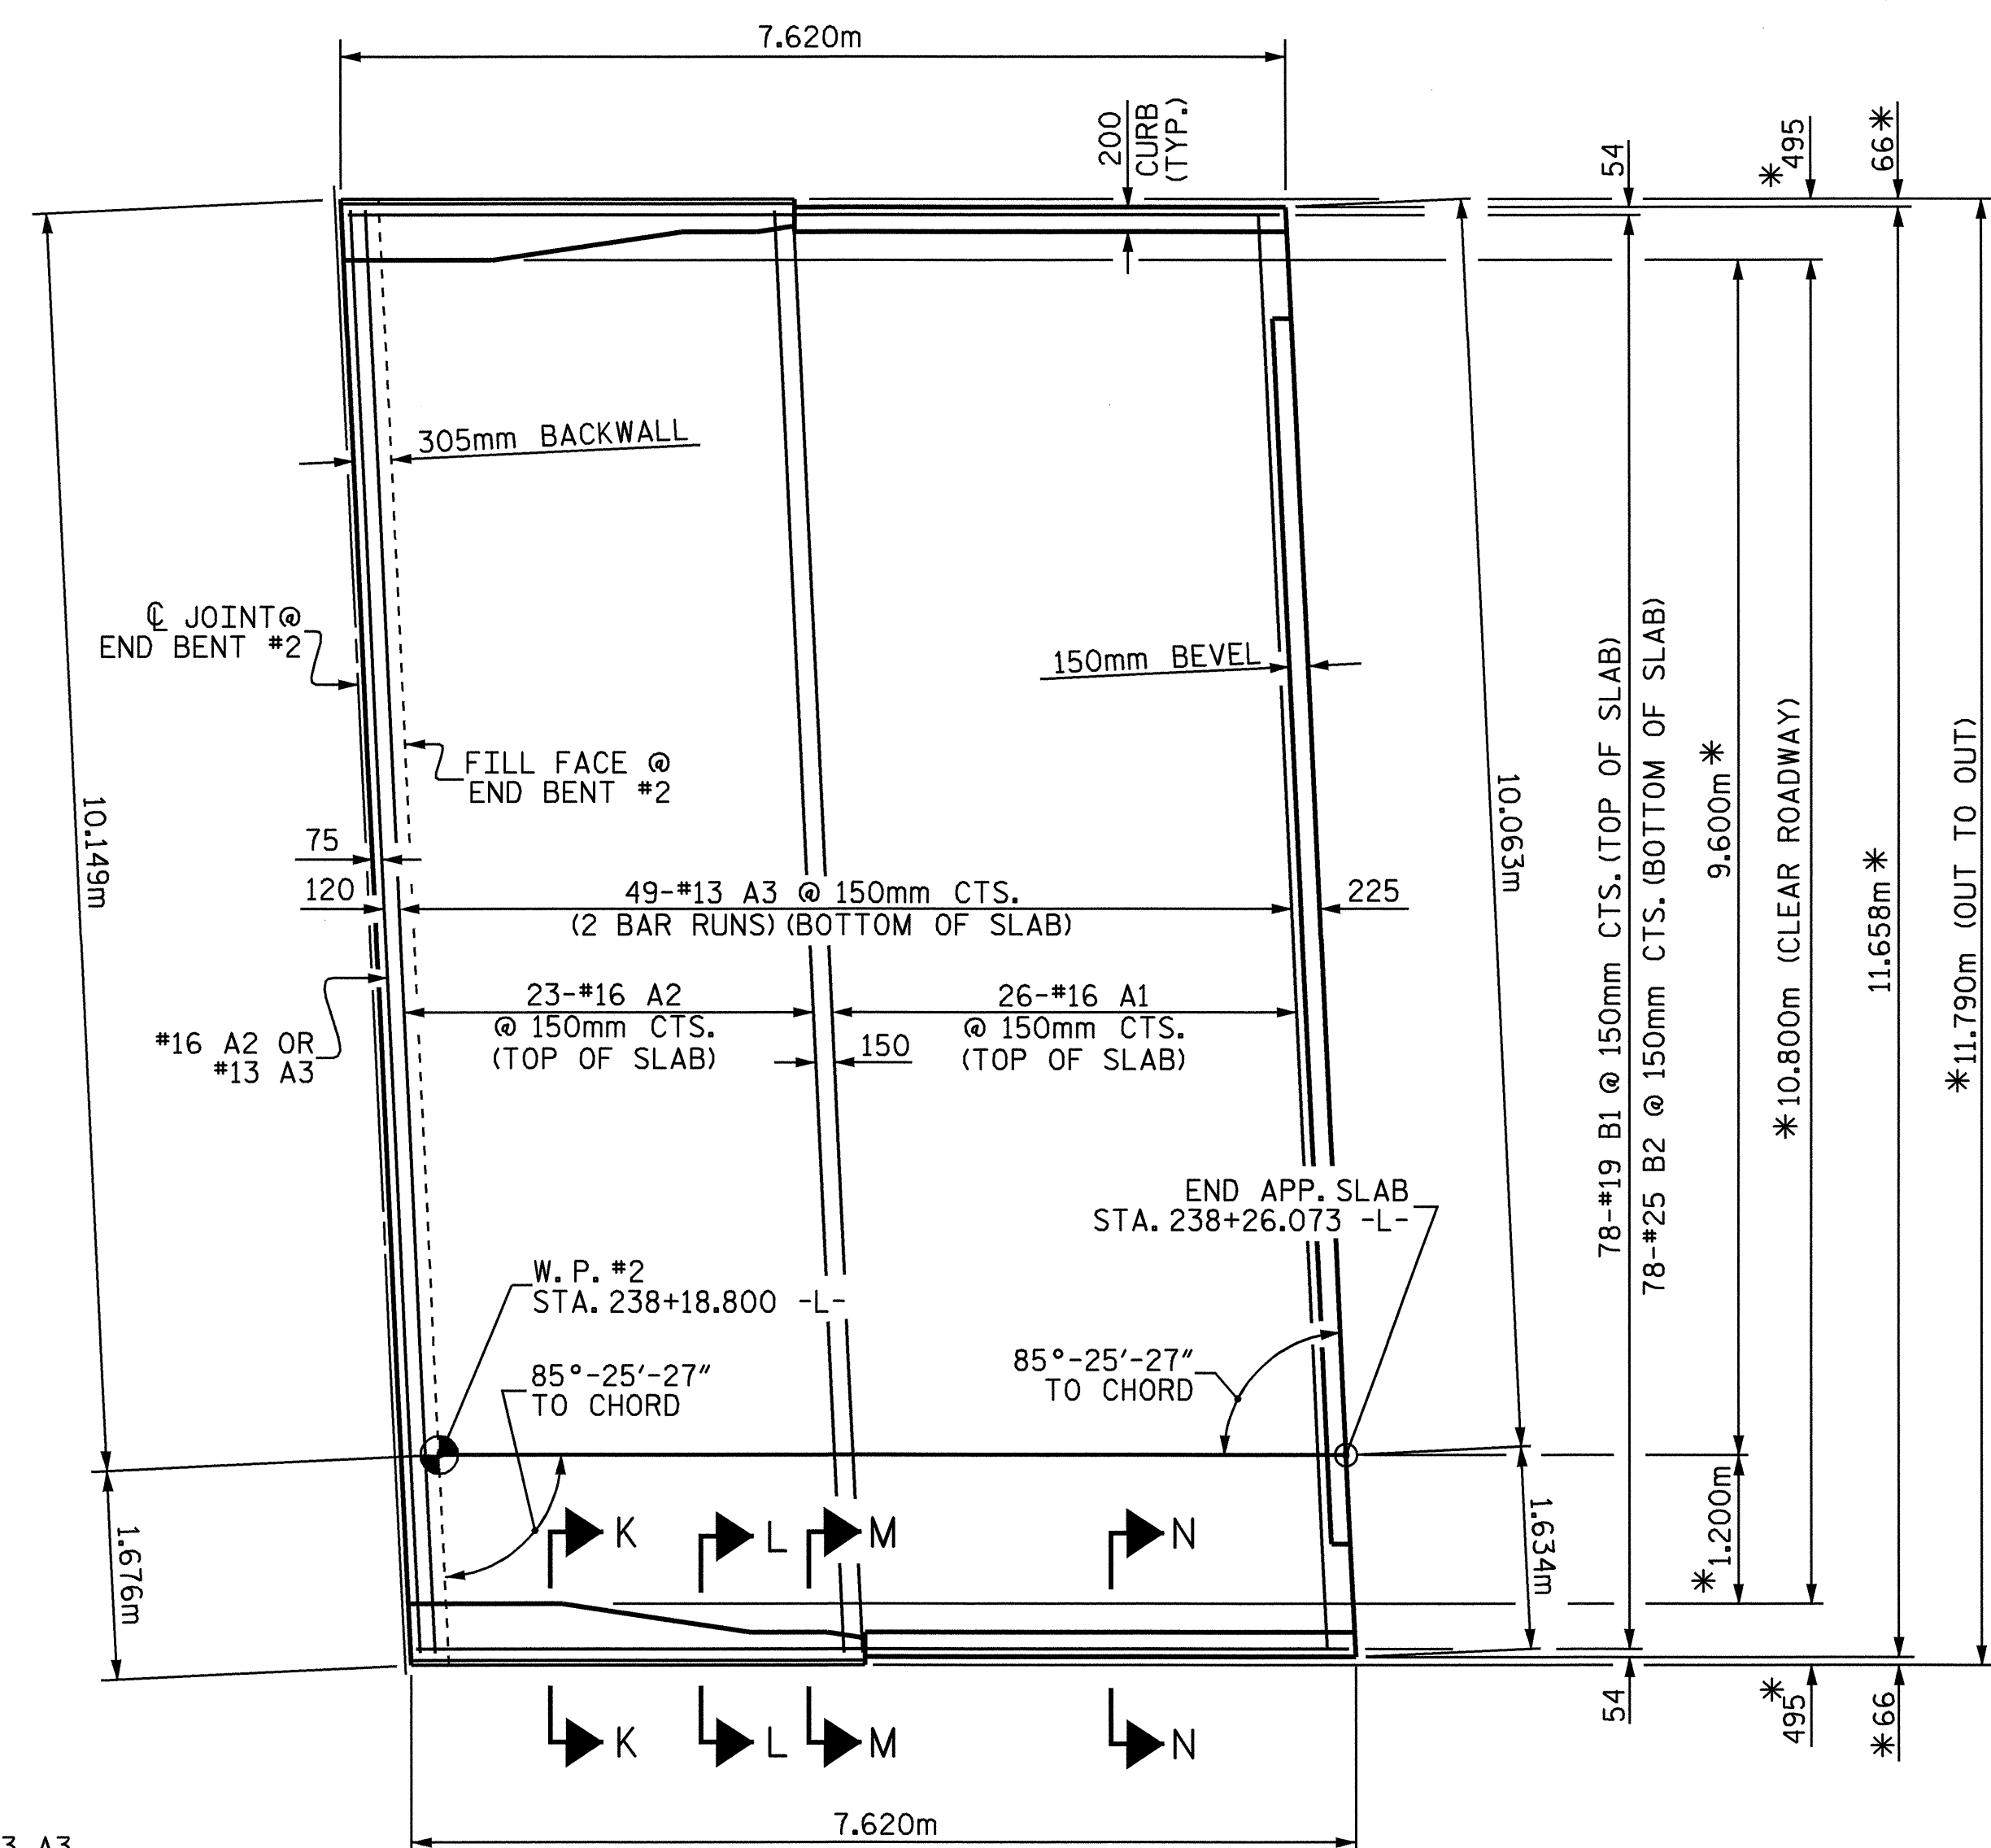 7.620m
200
CURB
(TYP.)
54
*495
66*
305mm BACKWALL
℄ JOINT@
END BENT #2
150mm BEVEL
FILL FACE @
END BENT #2
10.149m
10.063m
78-#19 B1 @ 150mm CTS.(TOP OF SLAB)
78-#25 B2 @ 150mm CTS.(BOTTOM OF SLAB)
9.600m*
*10.800m (CLEAR ROADWAY)
11.658m*
*11.790m (OUT TO OUT)
75
120
49-#13 A3 @ 150mm CTS.
(2 BAR RUNS)(BOTTOM OF SLAB)
225
23-#16 A2
@ 150mm CTS.
(TOP OF SLAB)
26-#16 A1
@ 150mm CTS.
(TOP OF SLAB)
150
#16 A2 OR
#13 A3
END APP. SLAB
STA. 238+26.073 -L-
W.P. #2
STA. 238+18.800 -L-
85°-25'-27"
TO CHORD
85°-25'-27"
TO CHORD
1.676m
K
L
M
N
1.634m
*1.200m
K
L
M
N
54
*495
*66
7.620m
3 A3